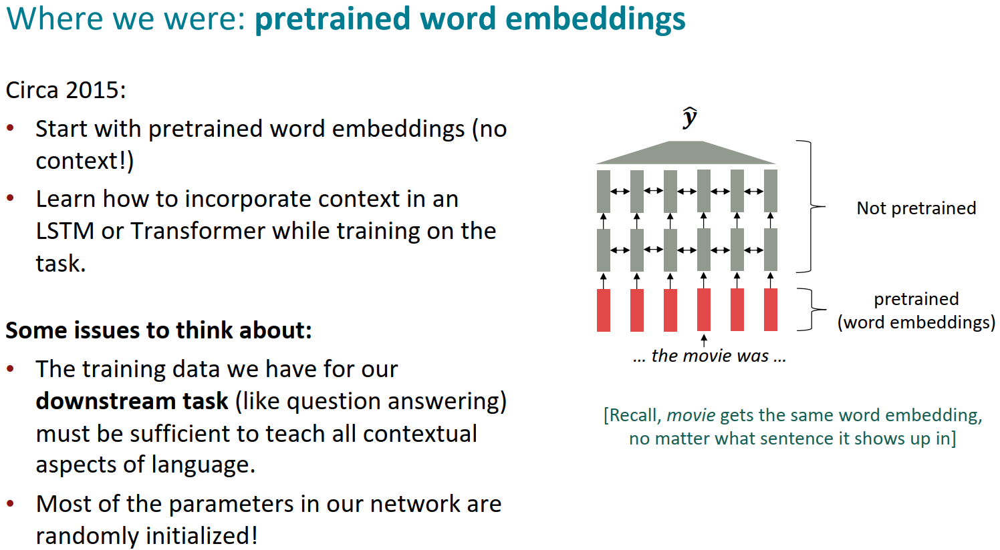 Where we were: pretrained word embeddings
Circa 2015:
• Start with pretrained word embeddings (no
context!)
• Learn how to incorporate context in an
LSTM or Transformer while training on the
task.
Some issues to think about:
• The training data we have for our
downstream task (like question answering)
must be sufficient to teach all contextual
aspects of language.
• Most of the parameters in our network are
randomly initialized!
ŷ
Not pretrained
pretrained
(word embeddings)
... the movie was ...
[Recall, movie gets the same word embedding,
no matter what sentence it shows up in]